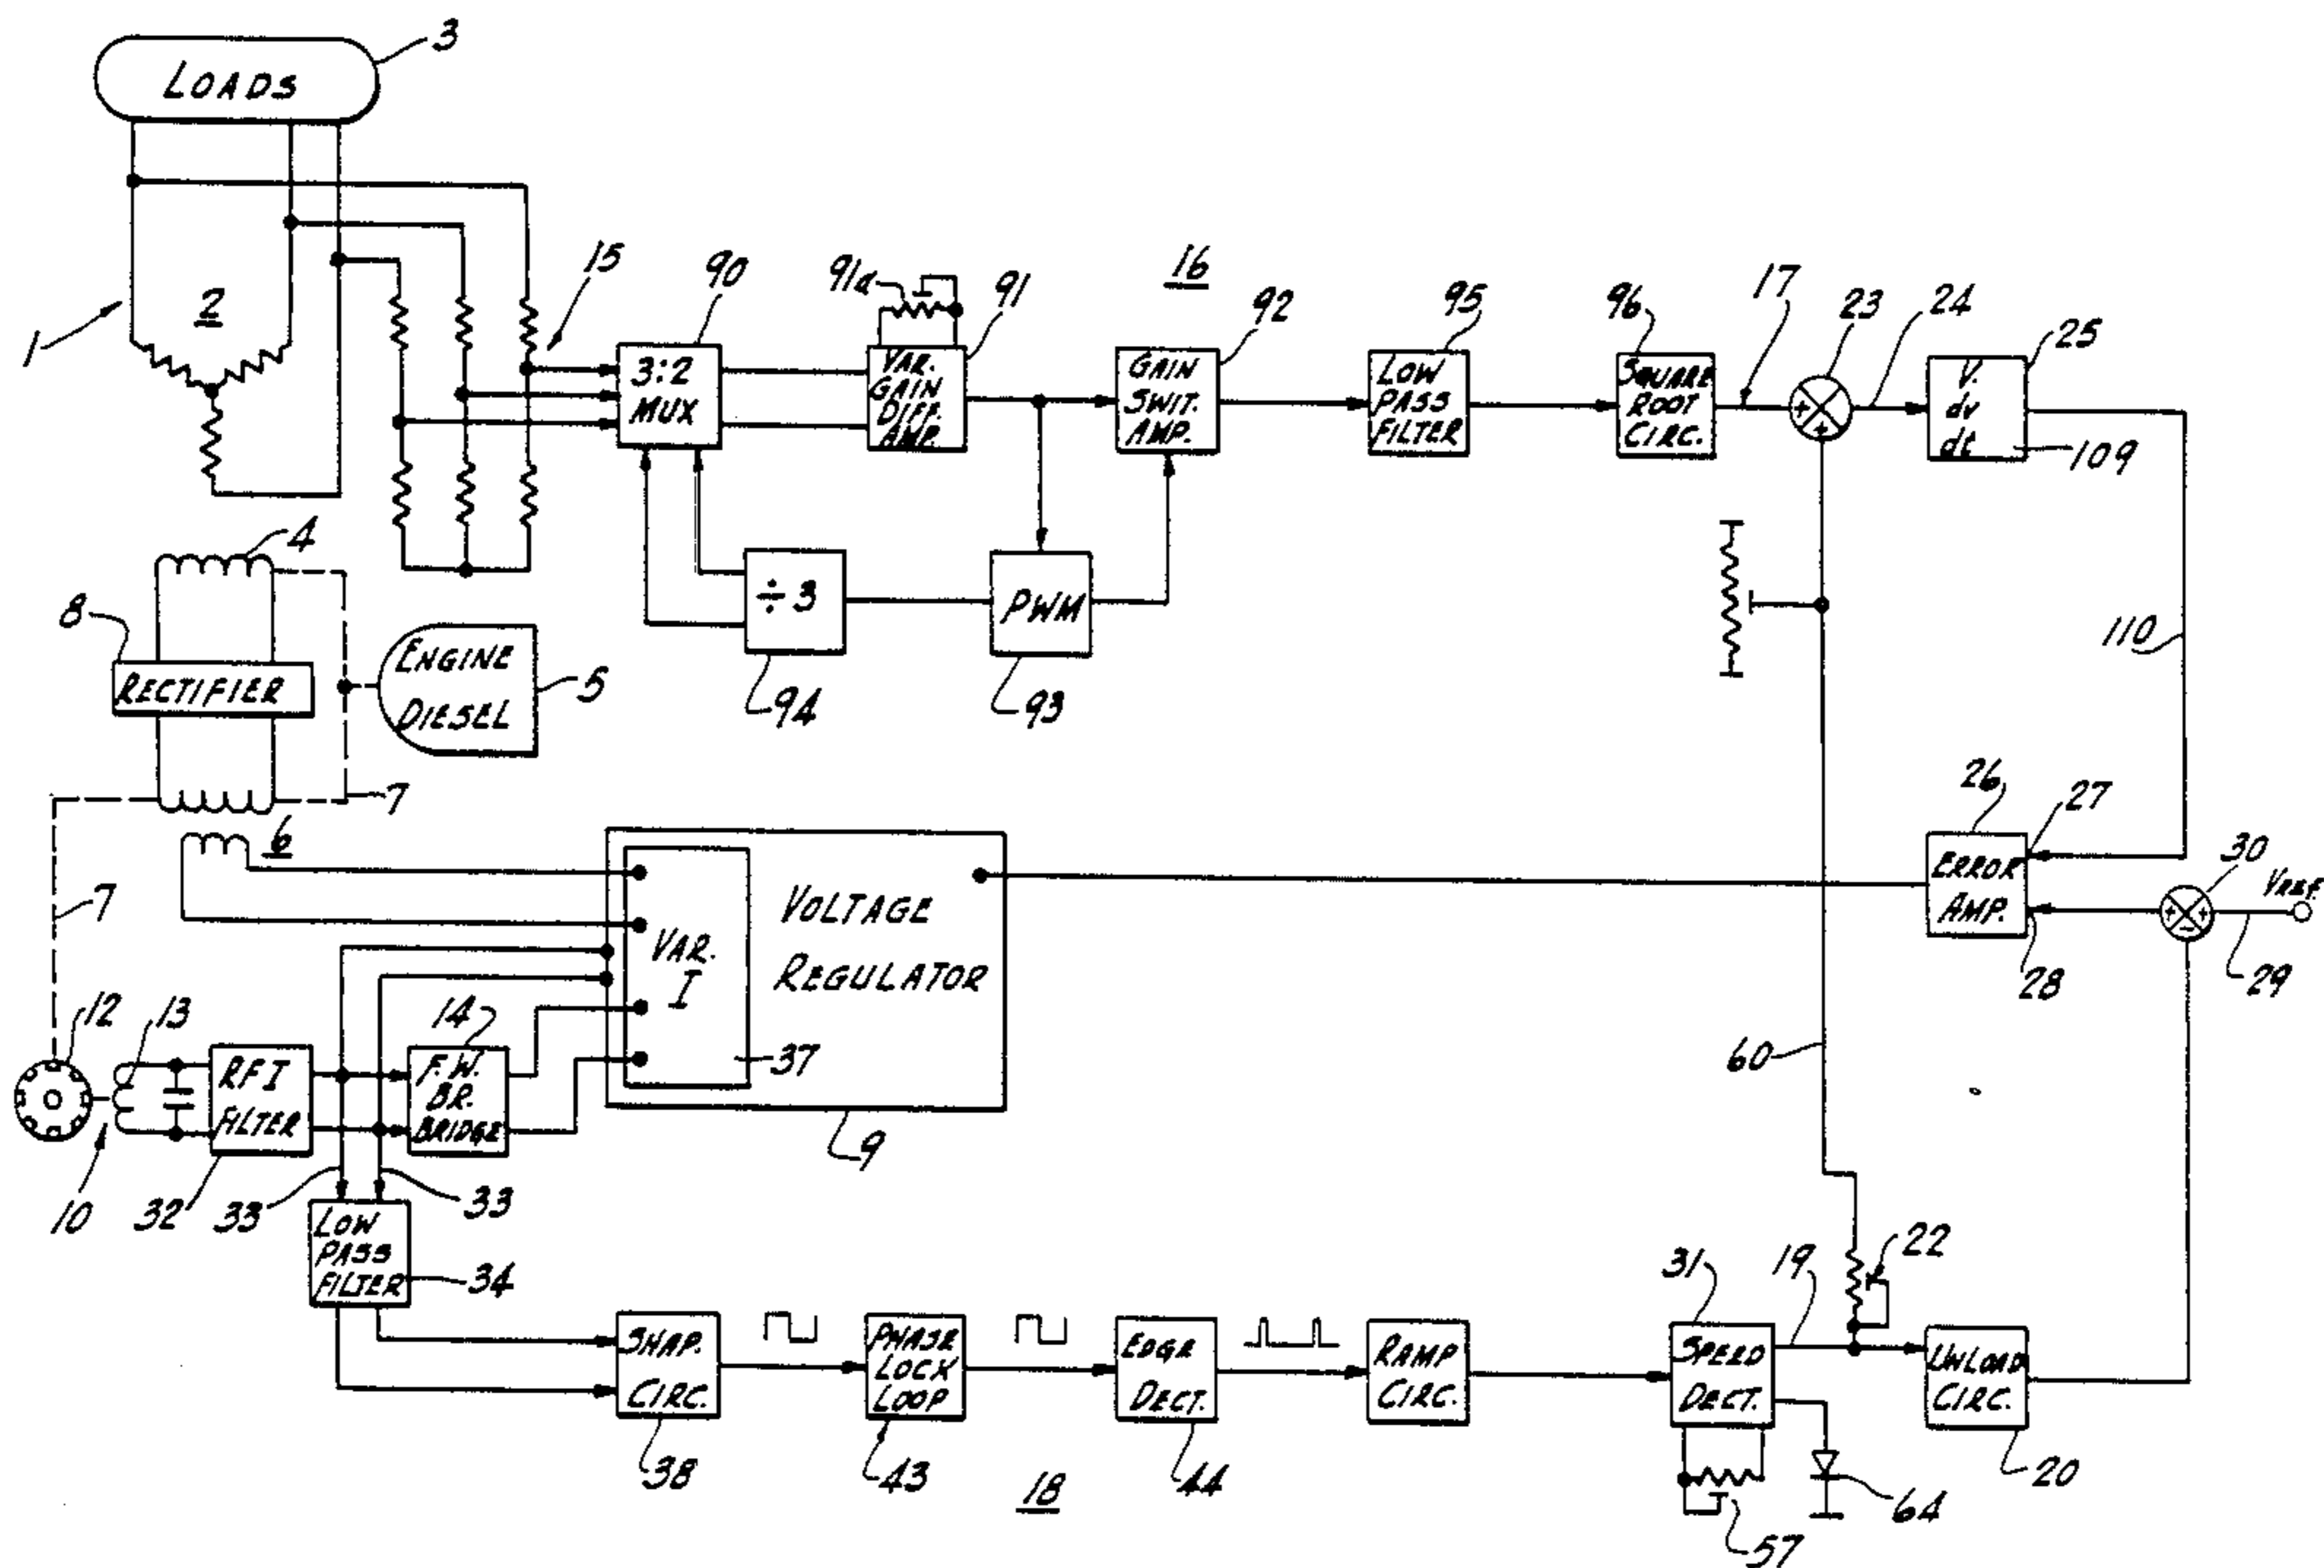 3
LOADS
15
90
91a
91
16
92
95
96
17
23
24
25
1
2
3:2
MUX
VAR.
GAIN
DIFF.
AMP.
GAIN
SWIT.
AMP.
LOW
PASS
FILTER
SQUARE
ROOT
CIRC.
+
+
V.
dv
dt
109
4
8
÷3
PWM
110
RECTIFIER
ENGINE
DIESEL
5
94
93
7
6
26
27
30
VREF.
VOLTAGE
REGULATOR
VAR.
I
37
ERROR
AMP.
+
+
-
28
29
7
12
13
14
RFI
FILTER
F.W.
BR.
BRIDGE
60
9
10
32
33
33
LOW
PASS
FILTER
34
31
19
22
SHAP.
CIRC.
PHASE
LOCK
LOOP
EDGE
DECT.
RAMP
CIRC.
SPEED
DECT.
UNLOAD
CIRC.
38
43
18
44
57
64
20